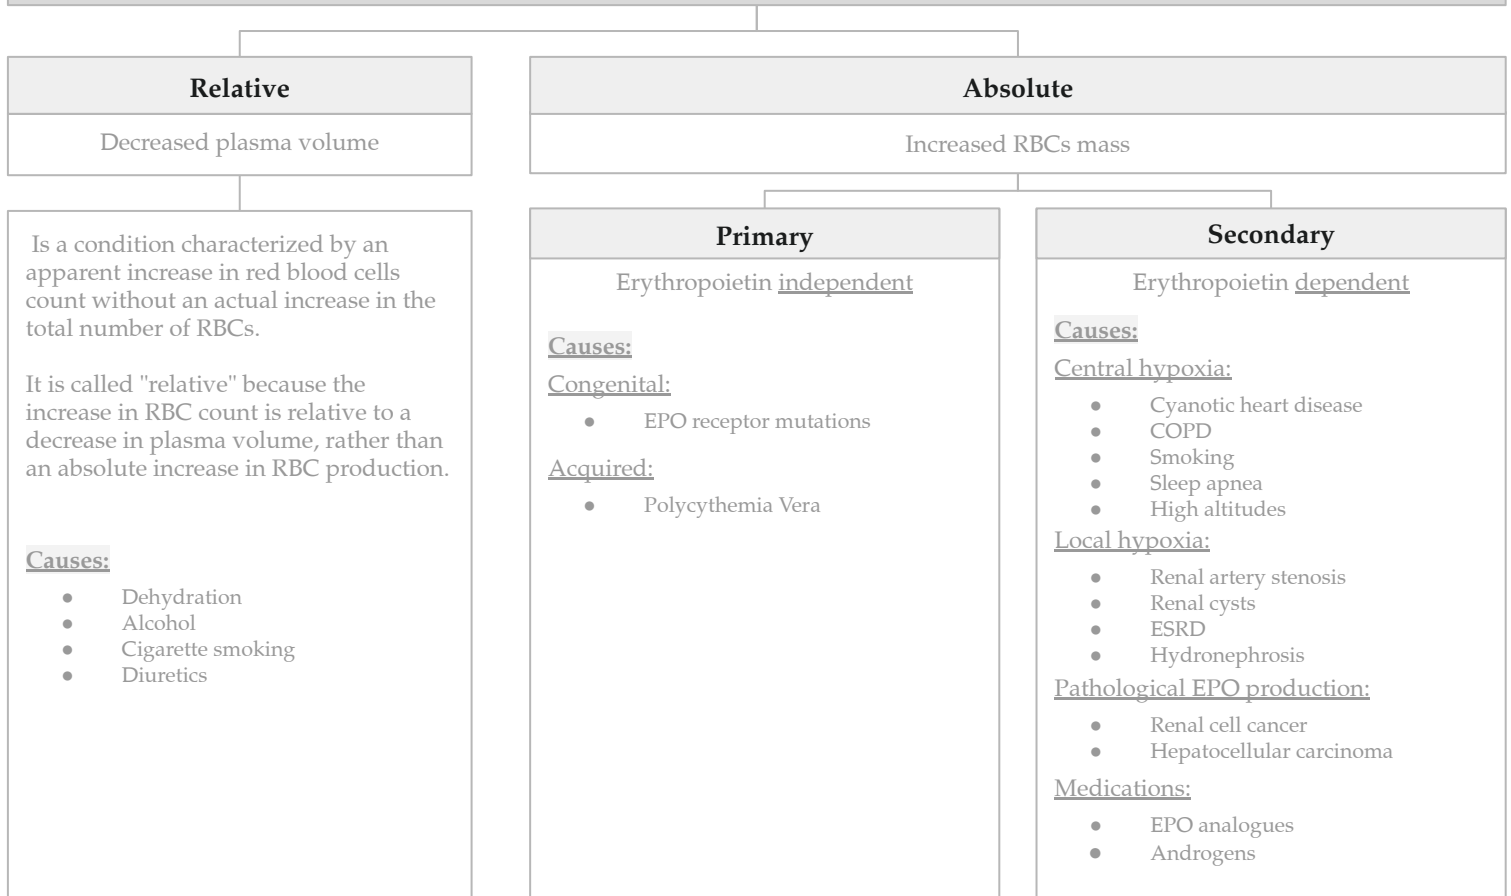 Relative
Decreased plasma volume
Is a condition characterized by an
apparent increase in red blood cells
count without an actual increase in the
total number of RBCs.
It is called "relative" because the
increase in RBC count is relative to a
decrease in plasma volume, rather than
an absolute increase in RBC production.
Causes:
● Dehydration
● Alcohol
● Cigarette smoking
● Diuretics
Absolute
Increased RBCs mass
Primary
Erythropoietin independent
Causes:
Congenital:
● EPO receptor mutations
Acquired:
● Polycythemia Vera
Secondary
Erythropoietin dependent
Causes:
Central hypoxia:
● Cyanotic heart disease
● COPD
● Smoking
● Sleep apnea
● High altitudes
Local hypoxia:
● Renal artery stenosis
● Renal cysts
● ESRD
● Hydronephrosis
Pathological EPO production:
● Renal cell cancer
● Hepatocellular carcinoma
Medications:
● EPO analogues
● Androgens